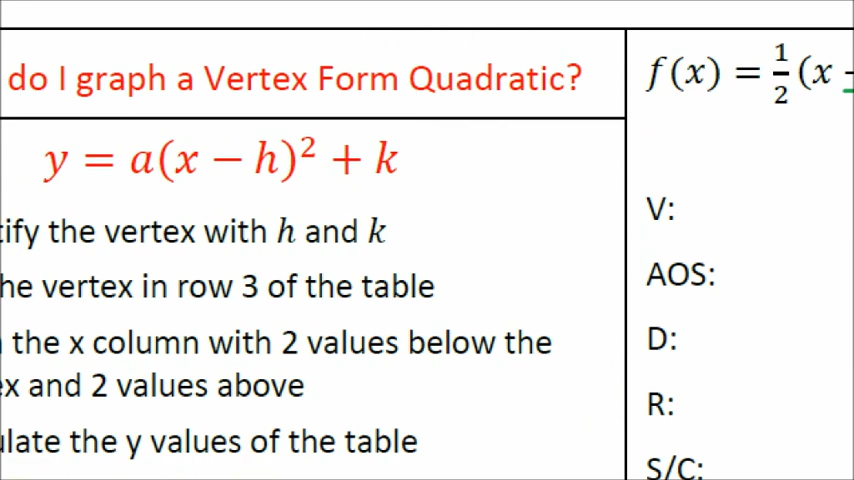 do I graph a Vertex Form Quadratic?
y = a(x − h)² + k
tify the vertex with h and k
he vertex in row 3 of the table
the x column with 2 values below the
ex and 2 values above
ulate the y values of the table
f(x) = 1/2 (x −
V:
AOS:
D:
R:
S/C: